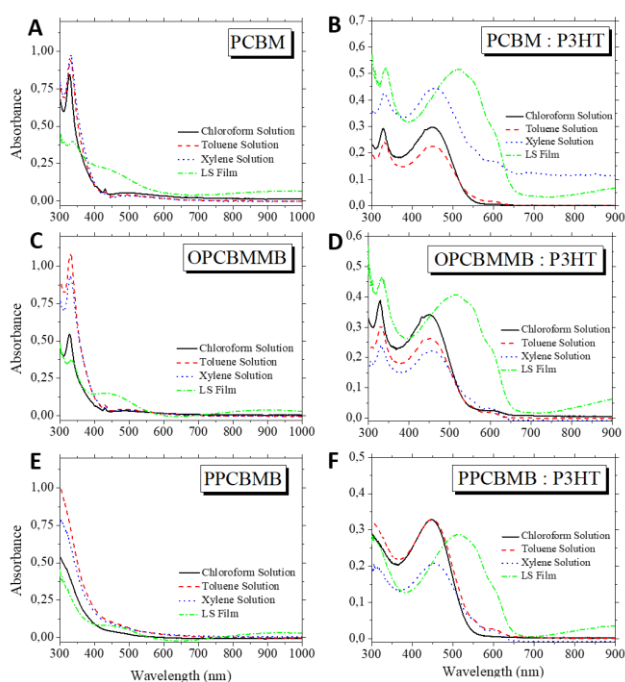 A
PCBM
1,00
0,75
0,50
0,25
0,00
Absorbance
Chloroform Solution
Toluene Solution
Xylene Solution
LS Film
300 400 500 600 700 800 900 1000
B
PCBM : P3HT
0,7
0,6
0,5
0,4
0,3
0,2
0,1
0,0
Chloroform Solution
Toluene Solution
Xylene Solution
LS Film
300 400 500 600 700 800 900
C
OPCBMMB
1,00
0,75
0,50
0,25
0,00
Absorbance
Chloroform Solution
Toluene Solution
Xylene Solution
LS Film
300 400 500 600 700 800 900 1000
D
OPCBMMB : P3HT
0,6
0,5
0,4
0,3
0,2
0,1
0,0
Chloroform Solution
Toluene Solution
Xylene Solution
LS Film
300 400 500 600 700 800 900
E
PPCBMB
1,00
0,75
0,50
0,25
0,00
Absorbance
Chloroform Solution
Toluene Solution
Xylene Solution
LS Film
300 400 500 600 700 800 900 1000
Wavelength (nm)
F
PPCBMB : P3HT
0,5
0,4
0,3
0,2
0,1
0,0
Chloroform Solution
Toluene Solution
Xylene Solution
LS Film
300 400 500 600 700 800 900
Wavelength (nm)